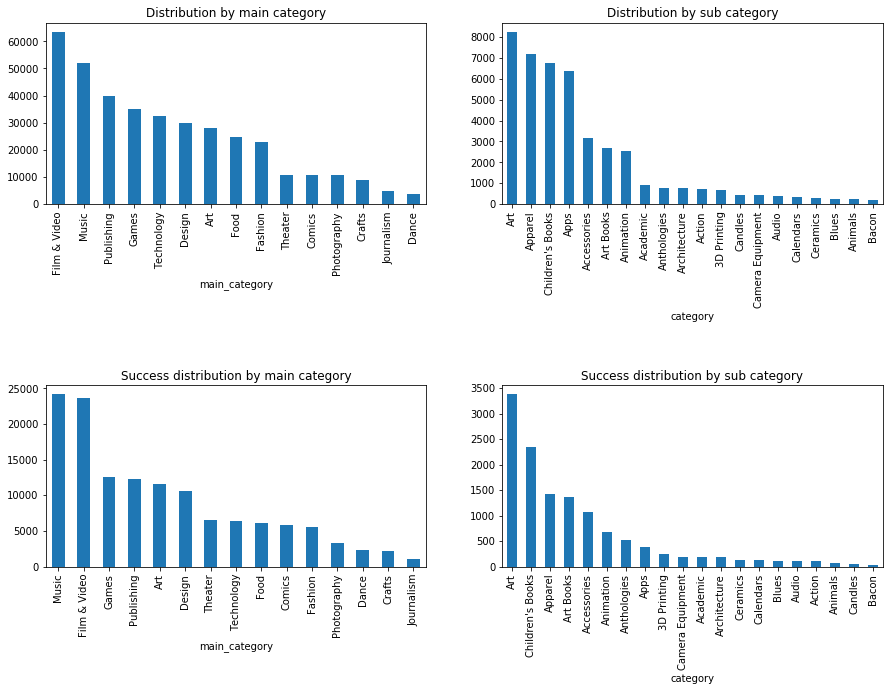 Distribution by main category
60000
50000
40000
30000
20000
10000
0
Film & Video
Music
Publishing
Games
Technology
Design
Art
Food
Fashion
Theater
Comics
Photography
Crafts
Journalism
Dance
main_category
Distribution by sub category
8000
7000
6000
5000
4000
3000
2000
1000
0
Art
Apparel
Children's Books
Apps
Accessories
Art Books
Animation
Academic
Anthologies
Architecture
Action
3D Printing
Candles
Camera Equipment
Audio
Calendars
Ceramics
Blues
Animals
Bacon
category
Success distribution by main category
25000
20000
15000
10000
5000
0
Music
Film & Video
Games
Publishing
Art
Design
Theater
Technology
Food
Comics
Fashion
Photography
Dance
Crafts
Journalism
main_category
Success distribution by sub category
3500
3000
2500
2000
1500
1000
500
0
Art
Children's Books
Apparel
Art Books
Accessories
Animation
Anthologies
Apps
3D Printing
Camera Equipment
Academic
Architecture
Ceramics
Calendars
Blues
Audio
Action
Animals
Candles
Bacon
category